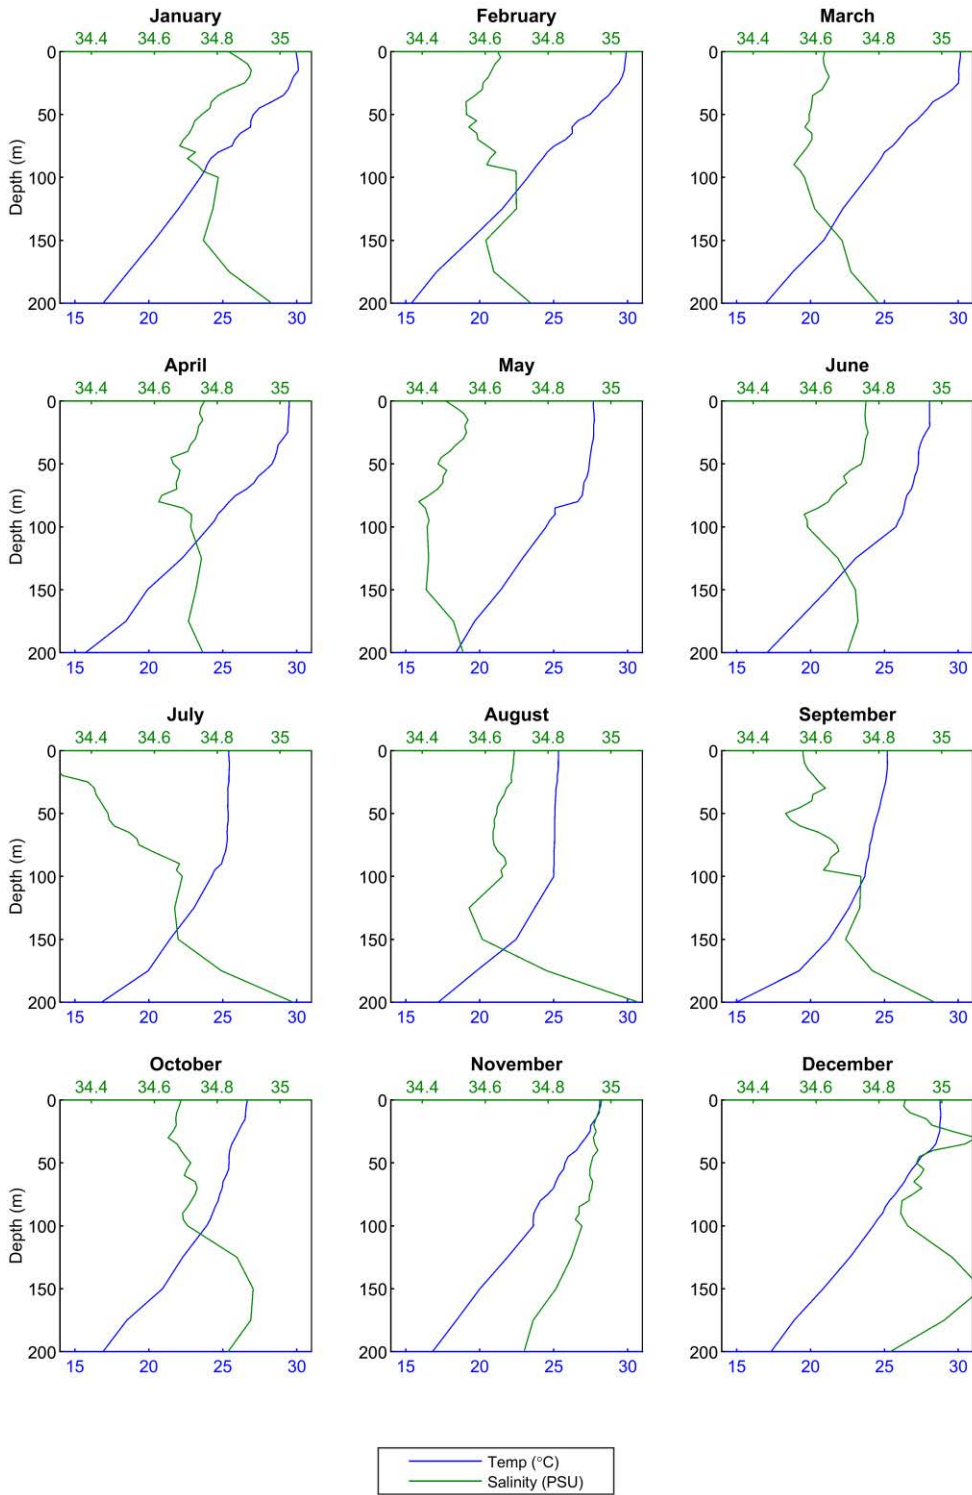 January February March
34.4 34.6 34.8 35 34.4 34.6 34.8 35 34.4 34.6 34.8 35
0 0 0
50 50 50
100 100 100
150 150 150
200 200 200
Depth (m)
15 20 25 30 15 20 25 30 15 20 25 30
April May June
34.4 34.6 34.8 35 34.4 34.6 34.8 35 34.4 34.6 34.8 35
0 0 0
50 50 50
100 100 100
150 150 150
200 200 200
Depth (m)
15 20 25 30 15 20 25 30 15 20 25 30
July August September
34.4 34.6 34.8 35 34.4 34.6 34.8 35 34.4 34.6 34.8 35
0 0 0
50 50 50
100 100 100
150 150 150
200 200 200
Depth (m)
15 20 25 30 15 20 25 30 15 20 25 30
October November December
34.4 34.6 34.8 35 34.4 34.6 34.8 35 34.4 34.6 34.8 35
0 0 0
50 50 50
100 100 100
150 150 150
200 200 200
Depth (m)
15 20 25 30 15 20 25 30 15 20 25 30
Temp (°C)
Salinity (PSU)